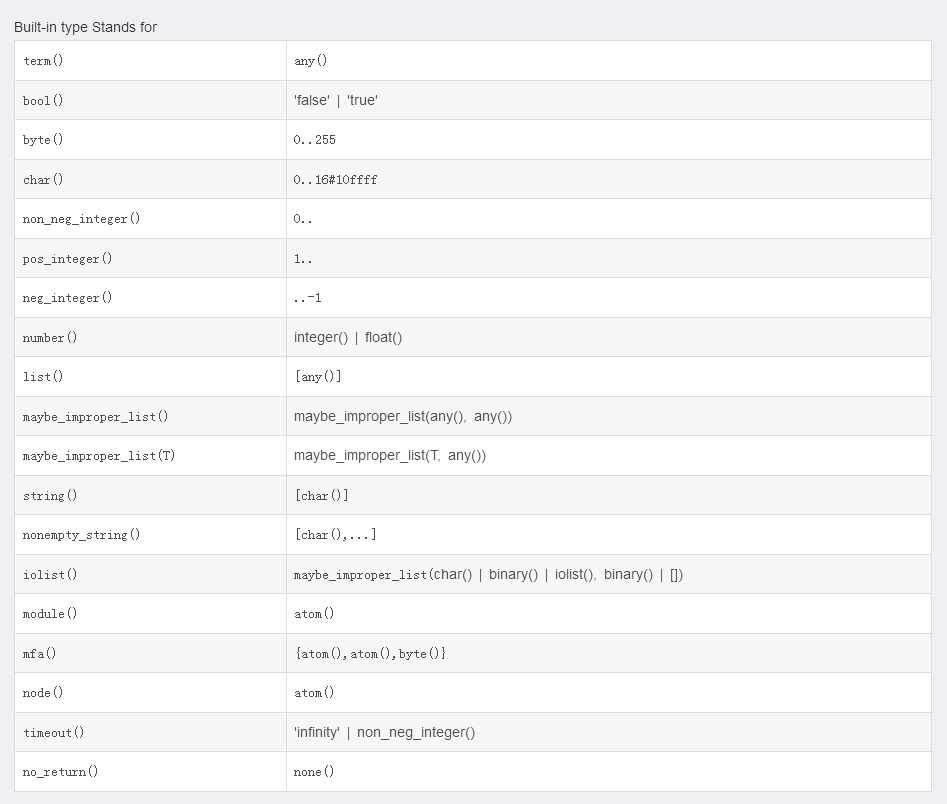 Built-in type Stands for
term() any()
bool() 'false' | 'true'
byte() 0..255
char() 0..16#10ffff
non_neg_integer() 0..
pos_integer() 1..
neg_integer() ..-1
number() integer() | float()
list() [any()]
maybe_improper_list() maybe_improper_list(any(), any())
maybe_improper_list(T) maybe_improper_list(T, any())
string() [char()]
nonempty_string() [char(),...]
iolist() maybe_improper_list(char() | binary() | iolist(), binary() | [])
module() atom()
mfa() {atom(),atom(),byte()}
node() atom()
timeout() 'infinity' | non_neg_integer()
no_return() none()